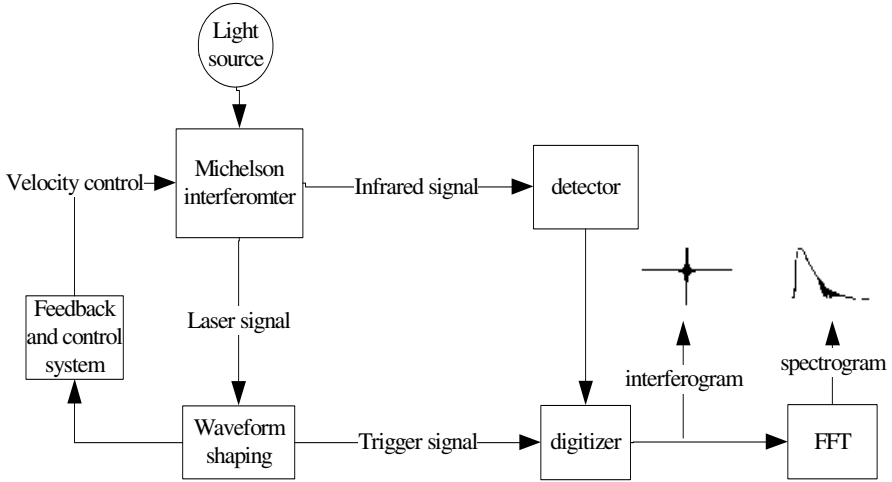 Light
source
Michelson
interferomter
Velocity control
Infrared signal
detector
Feedback
and control
system
Laser signal
interferogram
spectrogram
Waveform
shaping
Trigger signal
digitizer
FFT